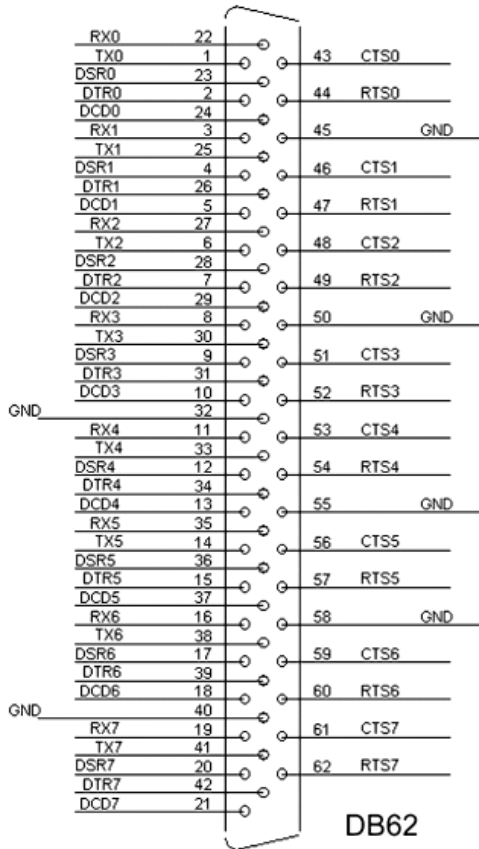 RX0 22
TX0 1 43 CTS0
DSR0 23
DTR0 2 44 RTS0
DCD0 24
RX1 3 45 GND
TX1 25
DSR1 4 46 CTS1
DTR1 26
DCD1 5 47 RTS1
RX2 27
TX2 6 48 CTS2
DSR2 28
DTR2 7 49 RTS2
DCD2 29
RX3 8 50 GND
TX3 30
DSR3 9 51 CTS3
DTR3 31
DCD3 10 52 RTS3
GND 32
RX4 11 53 CTS4
TX4 33
DSR4 12 54 RTS4
DTR4 34
DCD4 13 55 GND
RX5 35
TX5 14 56 CTS5
DSR5 36
DTR5 15 57 RTS5
DCD5 37
RX6 16 58 GND
TX6 38
DSR6 17 59 CTS6
DTR6 39
DCD6 18 60 RTS6
GND 40
RX7 19 61 CTS7
TX7 41
DSR7 20 62 RTS7
DTR7 42
DCD7 21
DB62